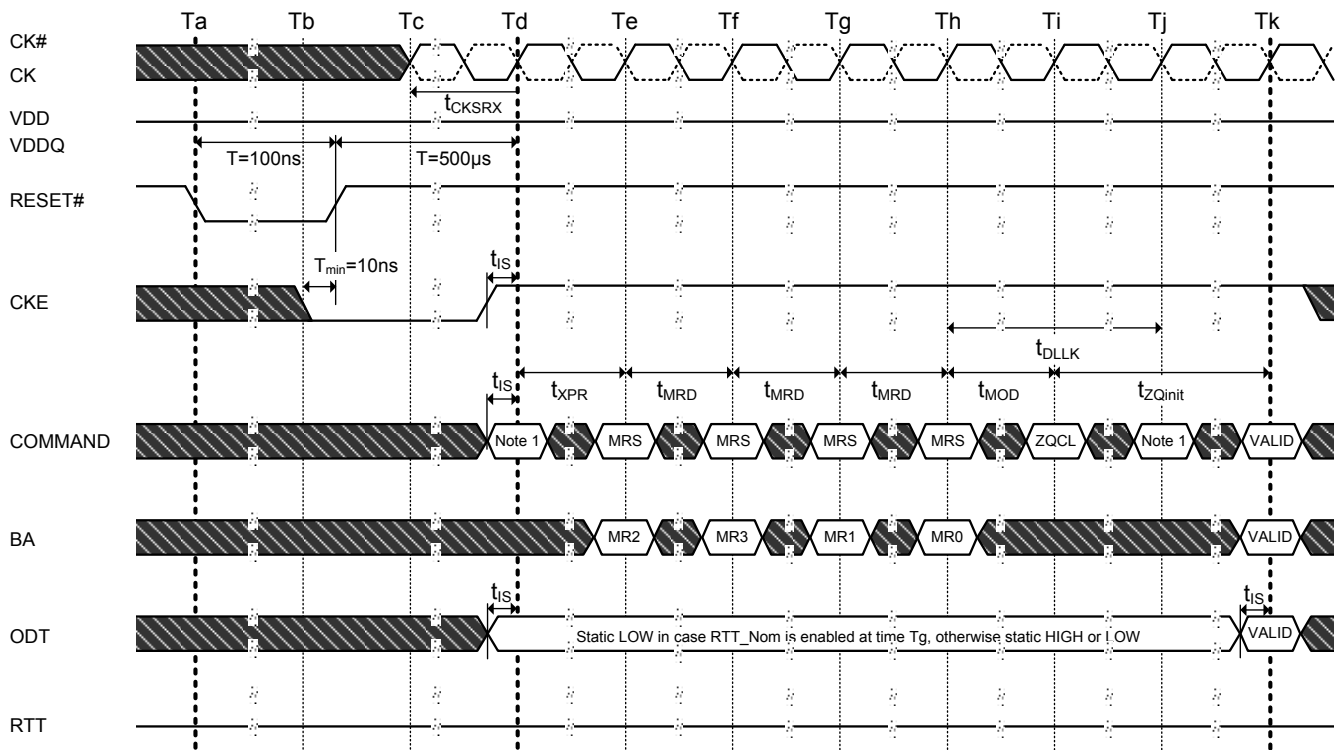 Ta Tb Tc Td Te Tf Tg Th Ti Tj Tk
CK#
CK
tCKSRX
VDD
VDDQ
T=100ns T=500µs
RESET#
Tmin=10ns tIS
CKE
tDLLK
tIS tXPR tMRD tMRD tMRD tMOD tZQinit
COMMAND Note 1 MRS MRS MRS MRS ZQCL Note 1 VALID
BA MR2 MR3 MR1 MR0 VALID
tIS tIS
ODT Static LOW in case RTT_Nom is enabled at time Tg, otherwise static HIGH or LOW VALID
RTT